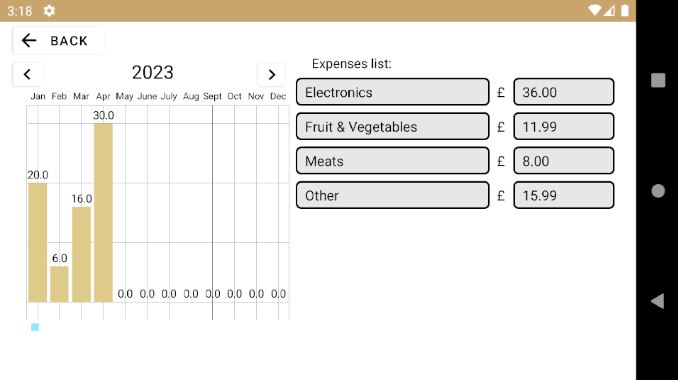 3:18
BACK
2023
Jan Feb Mar Apr May June July Aug Sept Oct Nov Dec
30.0
20.0
16.0
6.0
0.0 0.0 0.0 0.0 0.0 0.0 0.0 0.0
Expenses list:
Electronics £ 36.00
Fruit & Vegetables £ 11.99
Meats £ 8.00
Other £ 15.99